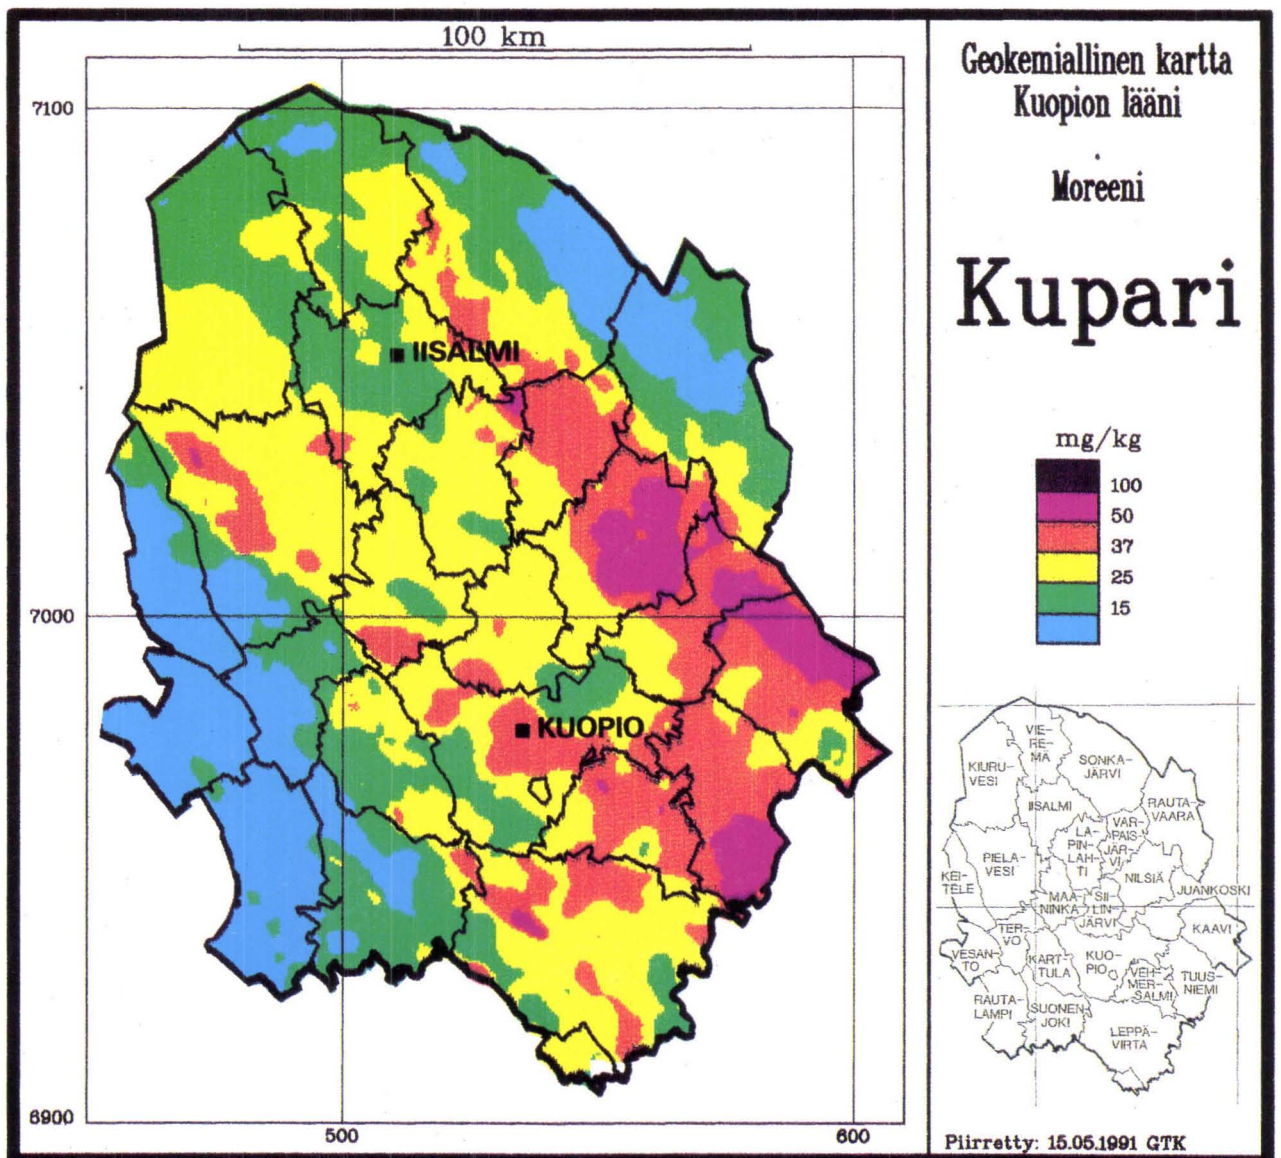 100 km
7100
7000
6900
500
600
IISALMI
KUOPIO
Geokemiallinen kartta
Kuopion lääni
Moreeni
Kupari
mg/kg
100
50
37
25
15
VIE-
RE-
MÄ
KIURU-
VESI
SONKA-
JÄRVI
IISALMI
RAUTA-
VAARA
LA-
PIN-
LAH-
TI
VAR-
PAIS-
JÄR-
VI
PIELA-
VESI
KEI-
TELE
NILSIÄ
JUANKOSKI
MAA-
NINKA
SII-
LIN-
JÄRVI
KAAVI
TER-
VO
VESAN-
TO
KART-
TULA
KUO-
PIO
VEH-
MER-
SALMI
TUUS-
NIEMI
RAUTA-
LAMPI
SUONEN-
JOKI
LEPPÄ-
VIRTA
Piirretty: 15.05.1991 GTK